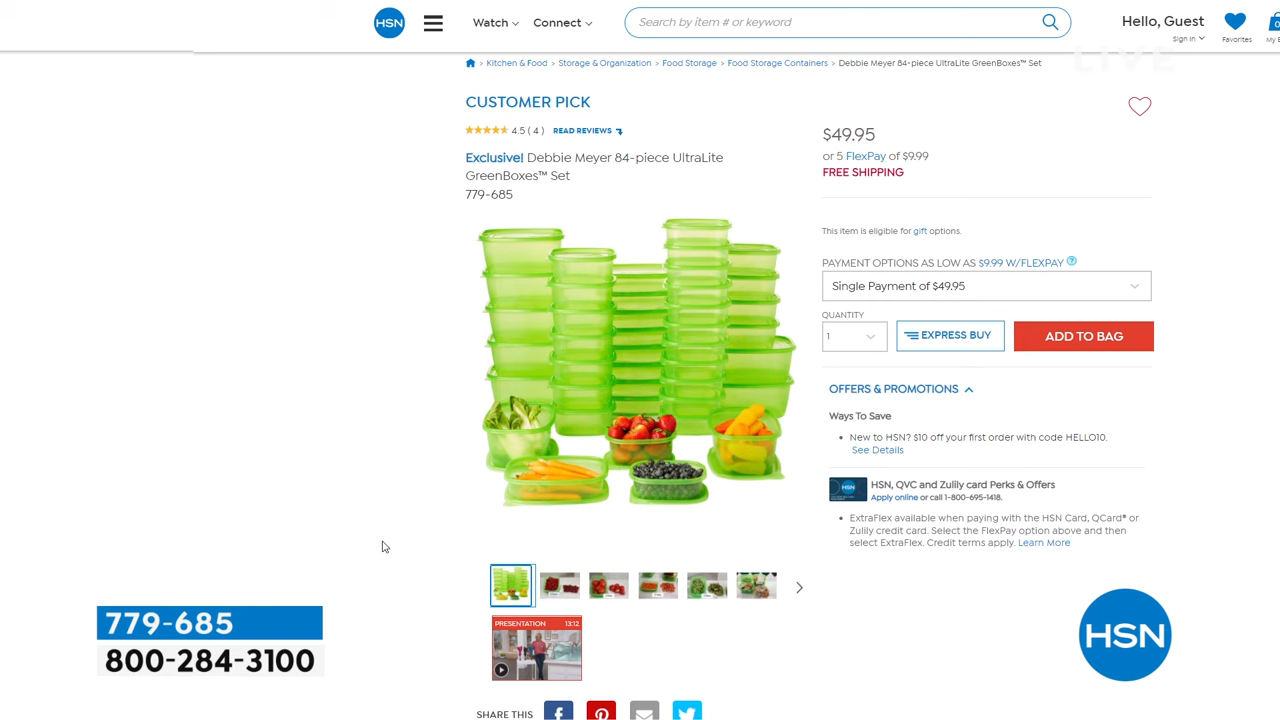 HSN
Watch
Connect
Search by item # or keyword
Hello, Guest
Sign In
Favorites
0
My
LIVE
> Kitchen & Food > Storage & Organization > Food Storage > Food Storage Containers > Debbie Meyer 84-piece UltraLite GreenBoxes™ Set
CUSTOMER PICK
4.5 ( 4 ) READ REVIEWS
Exclusive! Debbie Meyer 84-piece UltraLite
GreenBoxes™ Set
779-685
$49.95
or 5 FlexPay of $9.99
FREE SHIPPING
This item is eligible for gift options.
PAYMENT OPTIONS AS LOW AS $9.99 W/FLEXPAY ?
Single Payment of $49.95
QUANTITY
1
EXPRESS BUY
ADD TO BAG
OFFERS & PROMOTIONS
Ways To Save
• New to HSN? $10 off your first order with code HELLO10.
See Details
HSN
HSN, QVC and Zulily card Perks & Offers
Apply online or call 1-800-695-1418.
• ExtraFlex available when paying with the HSN Card, QCard® or
Zulily credit card. Select the FlexPay option above and then
select ExtraFlex. Credit terms apply. Learn More
PRESENTATION 13:12
SHARE THIS
779-685
800-284-3100
HSN